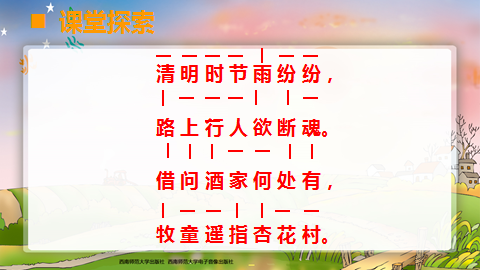 课堂探索
— — — — | — —
清明时节雨纷纷，
| — — — | | —
路上行人欲断魂。
| | | — — | |
借问酒家何处有，
| — — | | — —
牧童遥指杏花村。
西南师范大学出版社 西南师范大学电子音像出版社